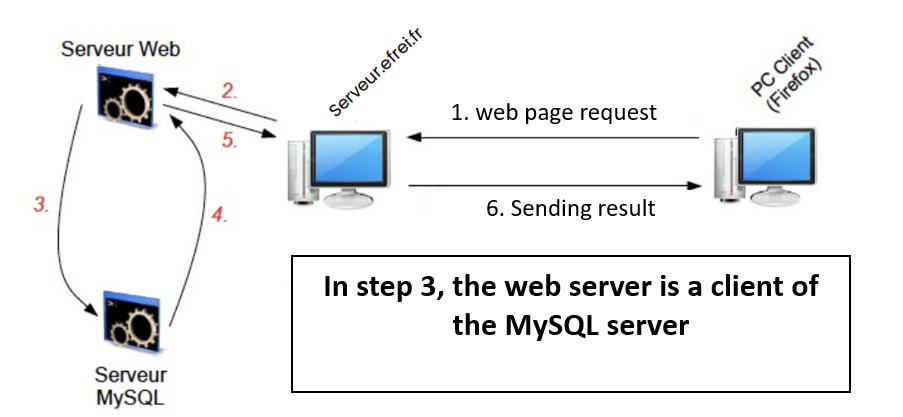 Serveur Web
Serveur.efrei.fr
PC Client
(Firefox)
2.
1. web page request
5.
3.
4.
6. Sending result
In step 3, the web server is a client of
the MySQL server
Serveur
MySQL